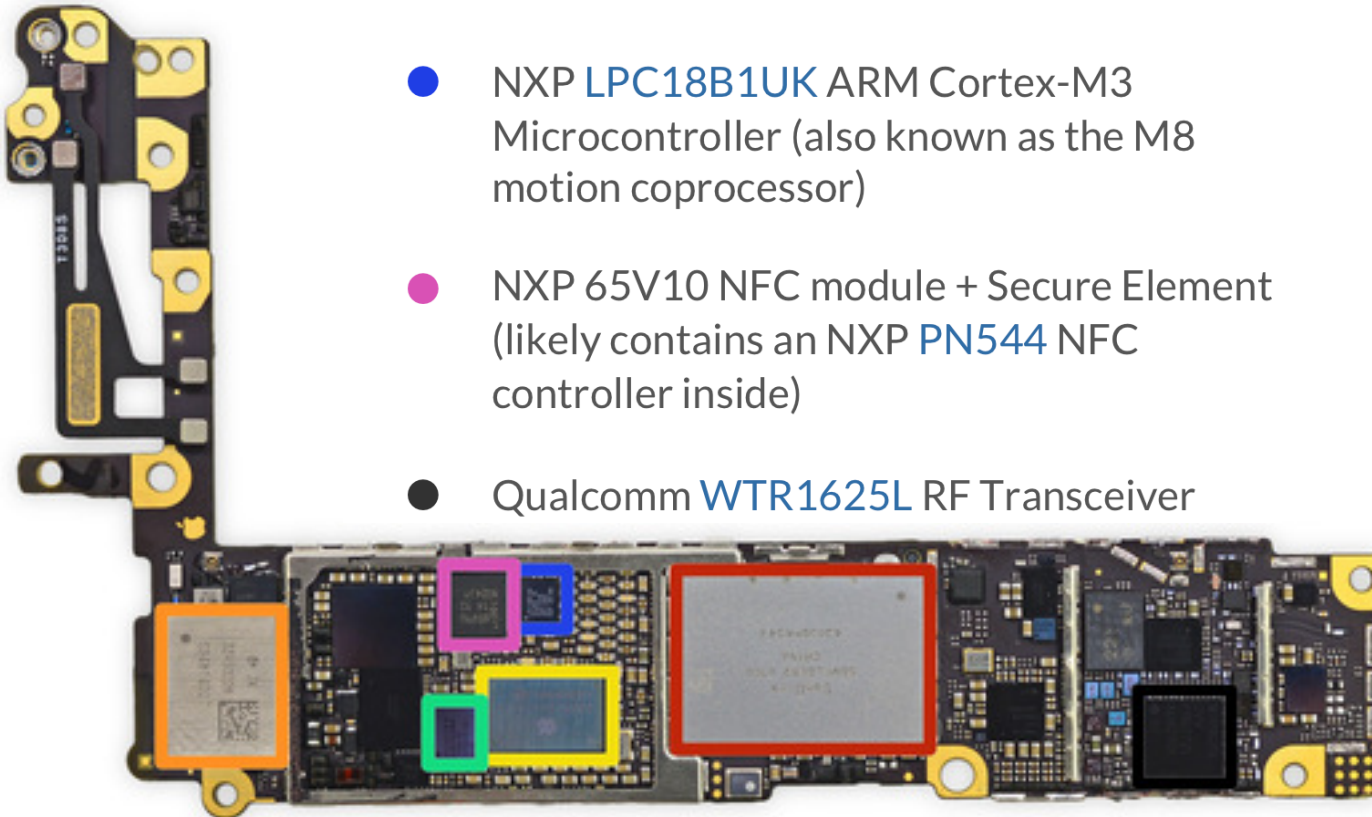 NXP LPC18B1UK ARM Cortex-M3
Microcontroller (also known as the M8
motion coprocessor)
NXP 65V10 NFC module + Secure Element
(likely contains an NXP PN544 NFC
controller inside)
Qualcomm WTR1625L RF Transceiver